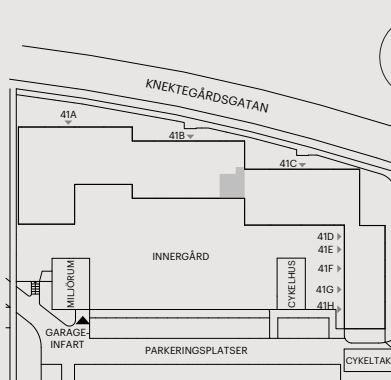 KNEKTEGÅRDSGATAN
41A
41B
41C
41D
41E
INNERGÅRD
41F
MILJÖRUM
CYKELHUS
41G
41H
GARAGE-
INFART
PARKERINGSPLATSER
CYKELTAK